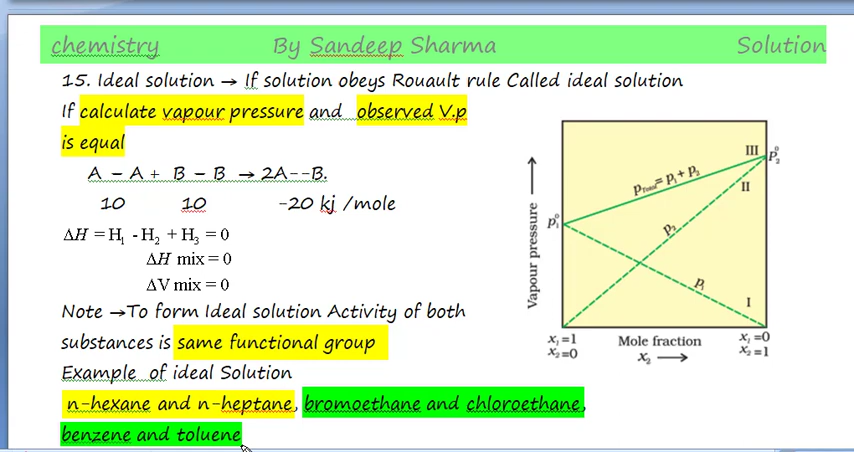 chemistry By Sandeep Sharma Solution
15. Ideal solution → If solution obeys Rouault rule Called ideal solution
If calculate vapour pressure and observed V.p
is equal
A – A + B – B → 2A--B.
10 10 -20 kj /mole
ΔH = H₁ - H₂ + H₃ = 0
ΔH mix = 0
ΔV mix = 0
Note →To form Ideal solution Activity of both
substances is same functional group
Example of ideal Solution
n-hexane and n-heptane, bromoethane and chloroethane,
benzene and toluene
III
p₂⁰
II
pTotal = p₁ + p₂
p₁⁰
p₂
p₁
I
Vapour pressure →
x₁=1 Mole fraction x₁=0
x₂=0 x₂ → x₂=1